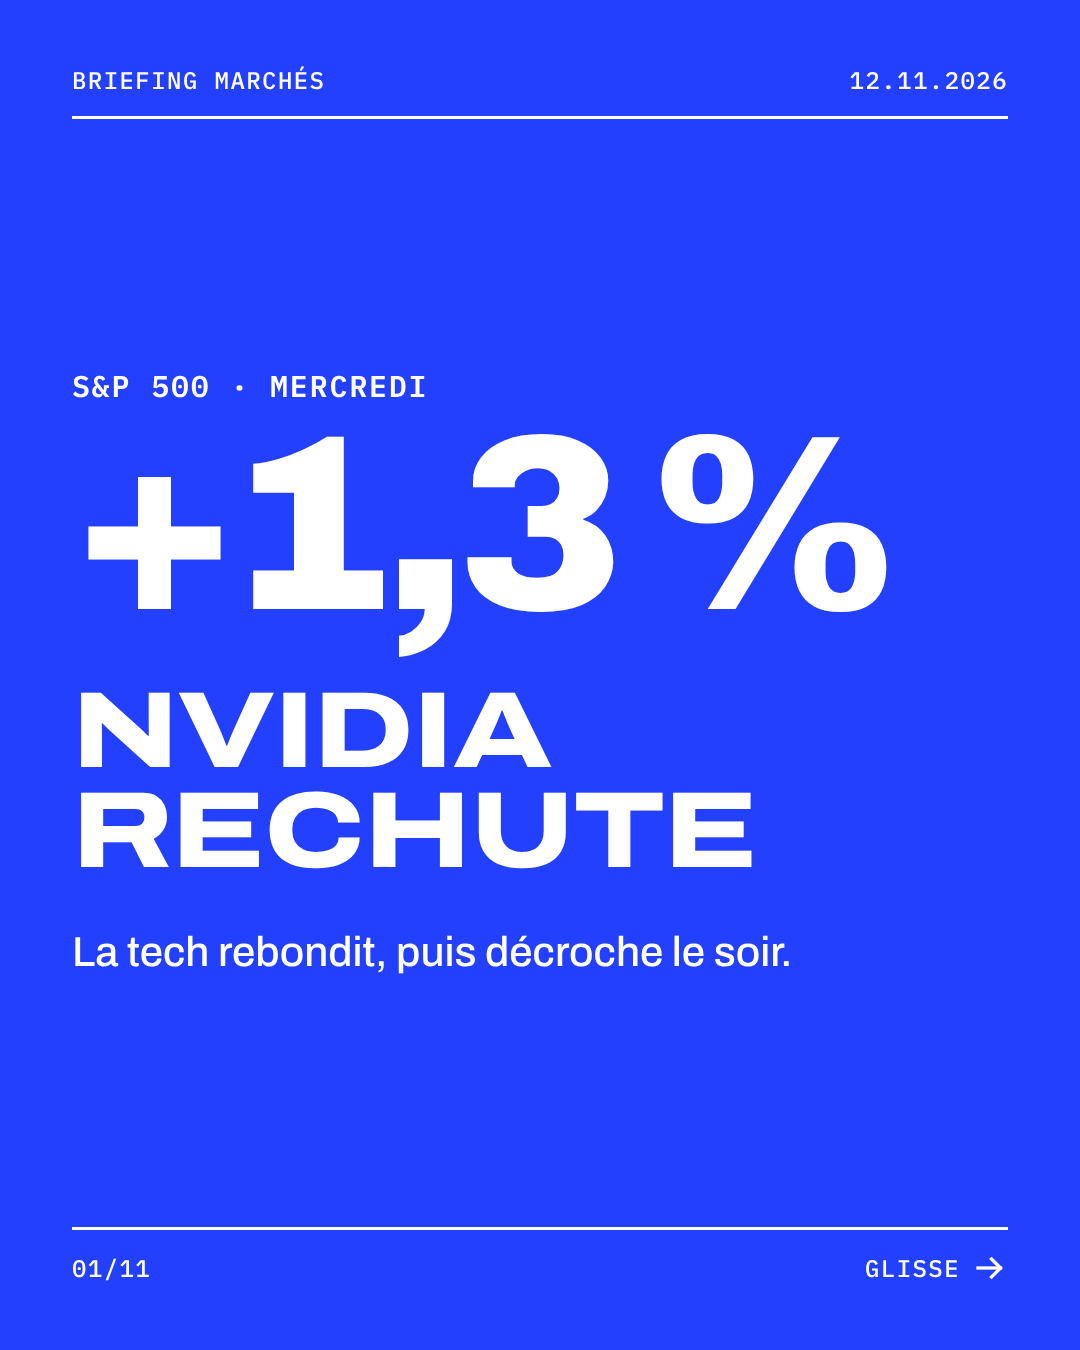 BRIEFING MARCHÉS
12.11.2026
S&P 500 · MERCREDI
+1,3 %
NVIDIA
RECHUTE
La tech rebondit, puis décroche le soir.
01/11
GLISSE →